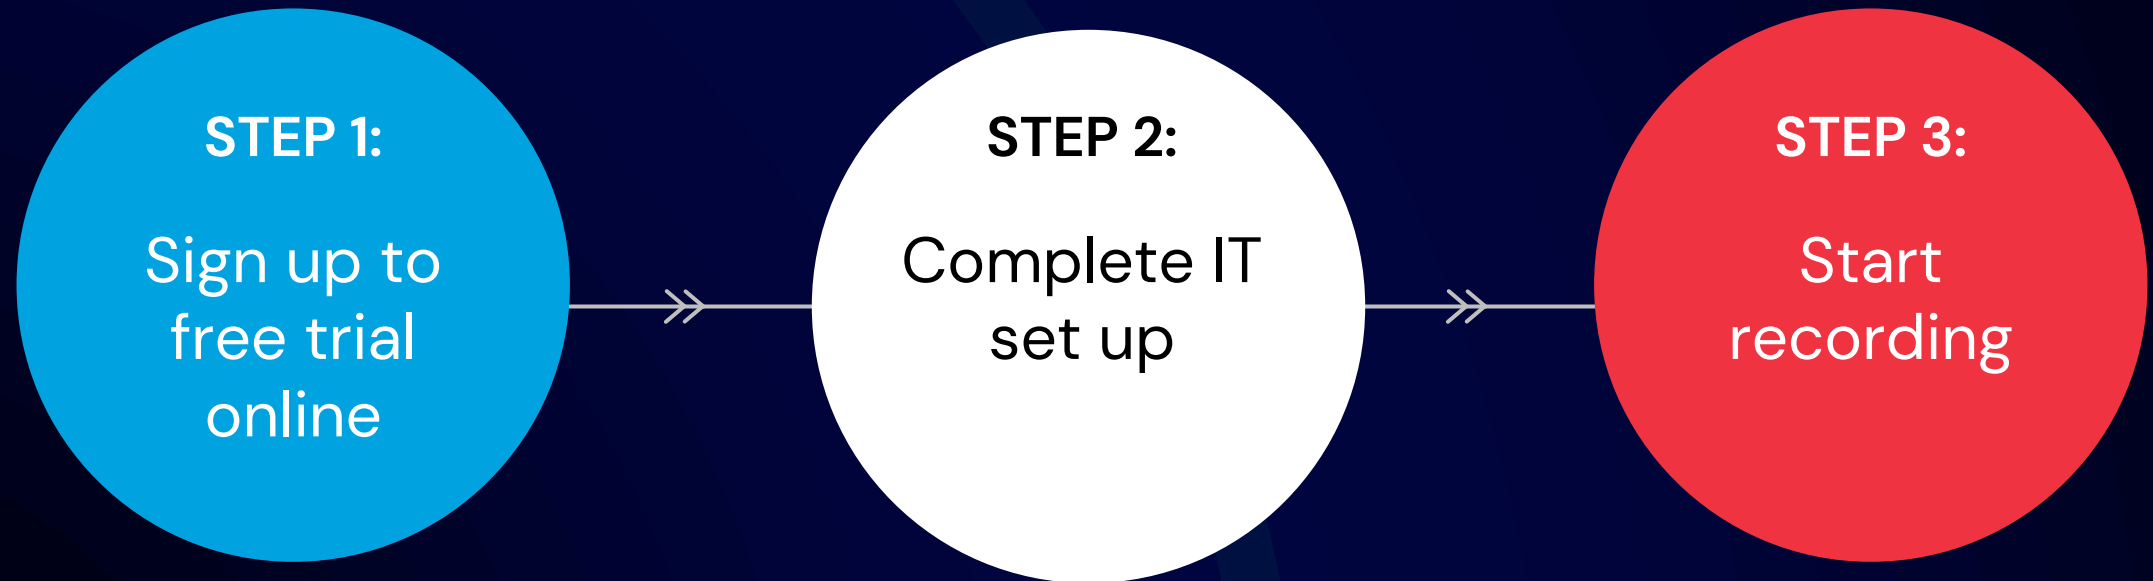 STEP 1:
Sign up to
free trial
online
STEP 2:
Complete IT
set up
STEP 3:
Start
recording